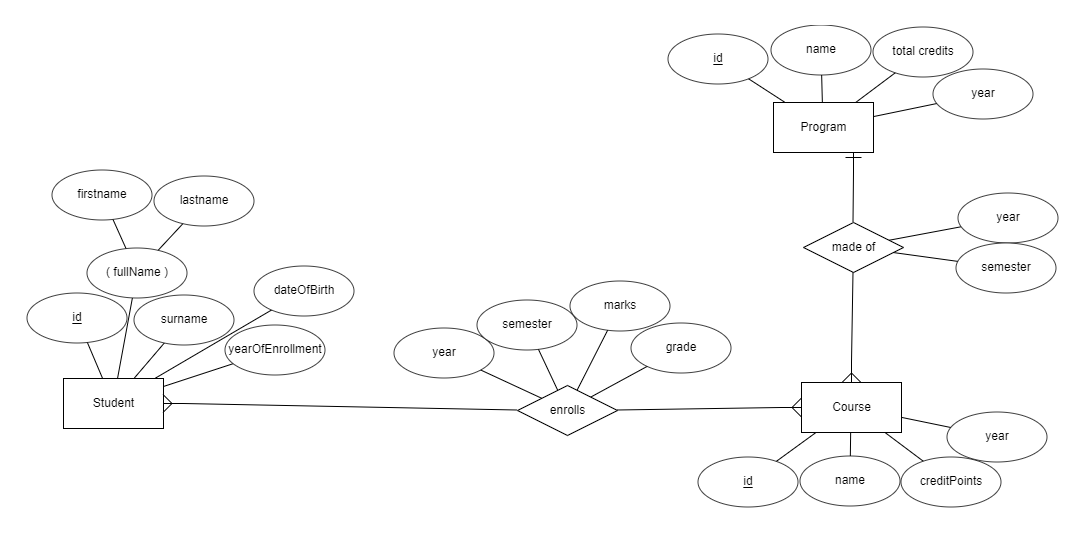 id
name
total credits
year
Program
firstname
lastname
( fullName )
id
surname
dateOfBirth
yearOfEnrollment
Student
year
semester
marks
grade
enrolls
year
semester
made of
Course
year
id
name
creditPoints